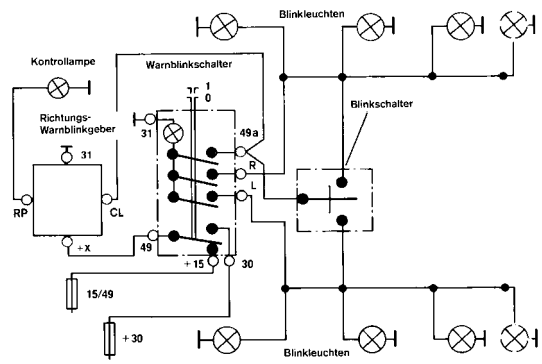 Blinkleuchten
Kontrollampe
Warnblinkschalter
1
0
Richtungs-
Warnblinkgeber
Blinkschalter
31
49a
31
R
L
RP
CL
+X
49
+15
30
15/49
+30
Blinkleuchten